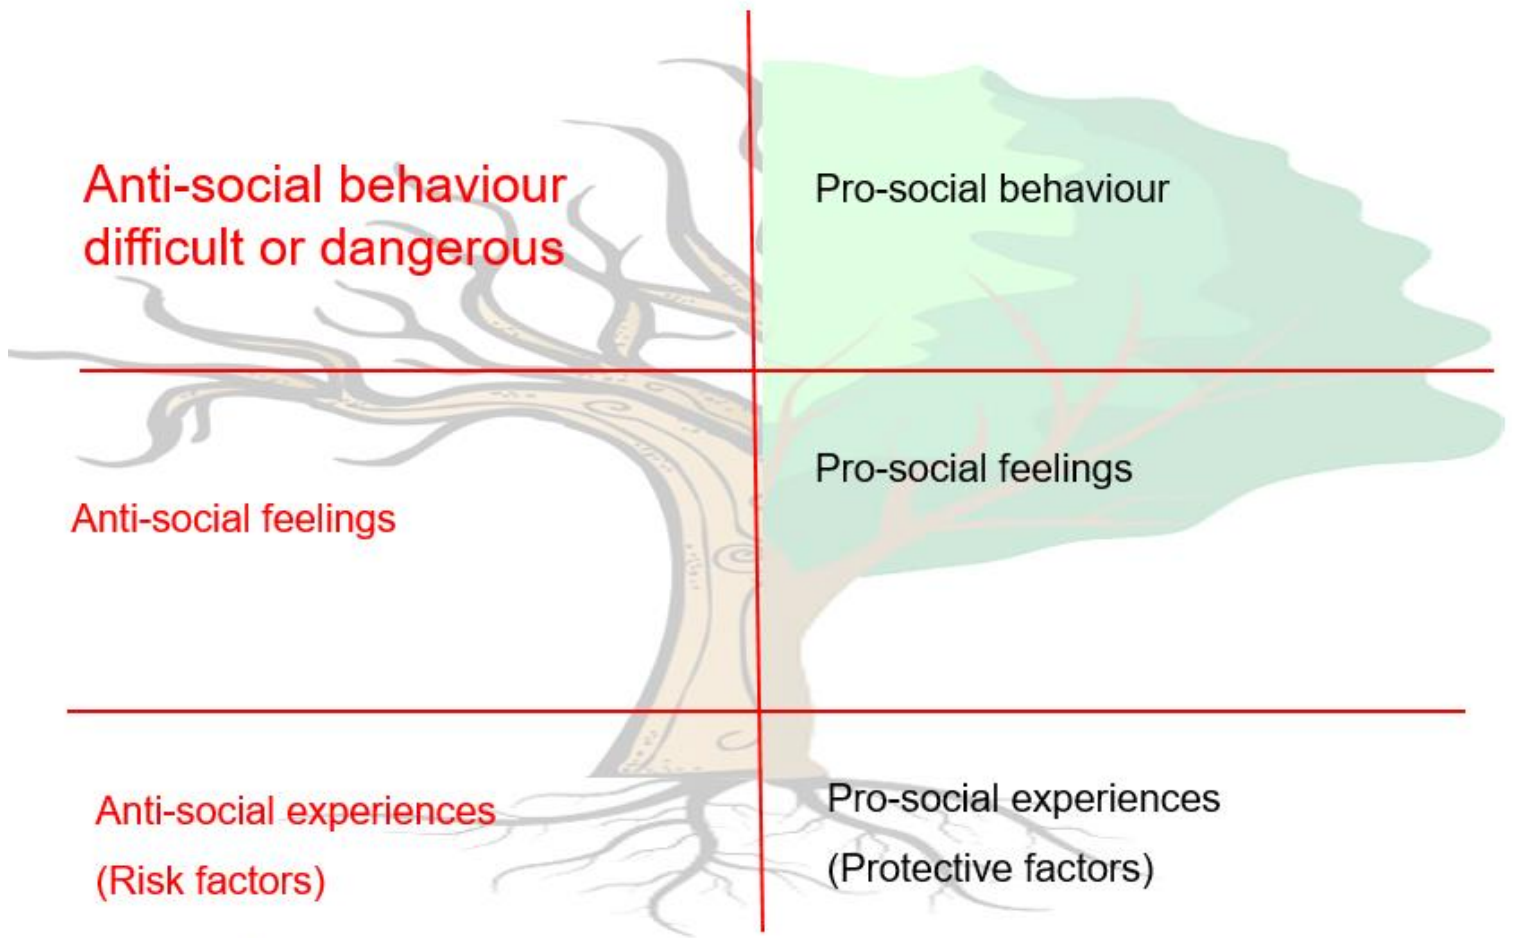 Anti-social behaviour
difficult or dangerous
Pro-social behaviour
Anti-social feelings
Pro-social feelings
Anti-social experiences
(Risk factors)
Pro-social experiences
(Protective factors)